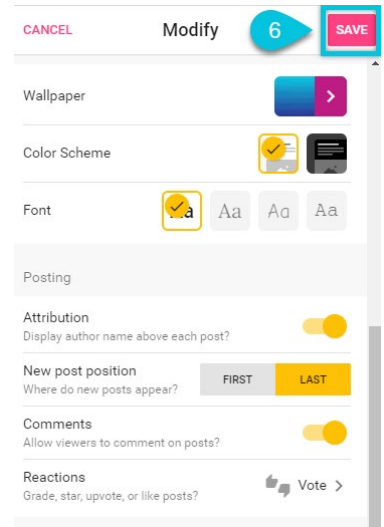 CANCEL Modify 6 SAVE
Wallpaper
Color Scheme
Font Aa Aa Aa Aa
Posting
Attribution
Display author name above each post?
New post position
Where do new posts appear?
FIRST LAST
Comments
Allow viewers to comment on posts?
Reactions
Grade, star, upvote, or like posts?
Vote